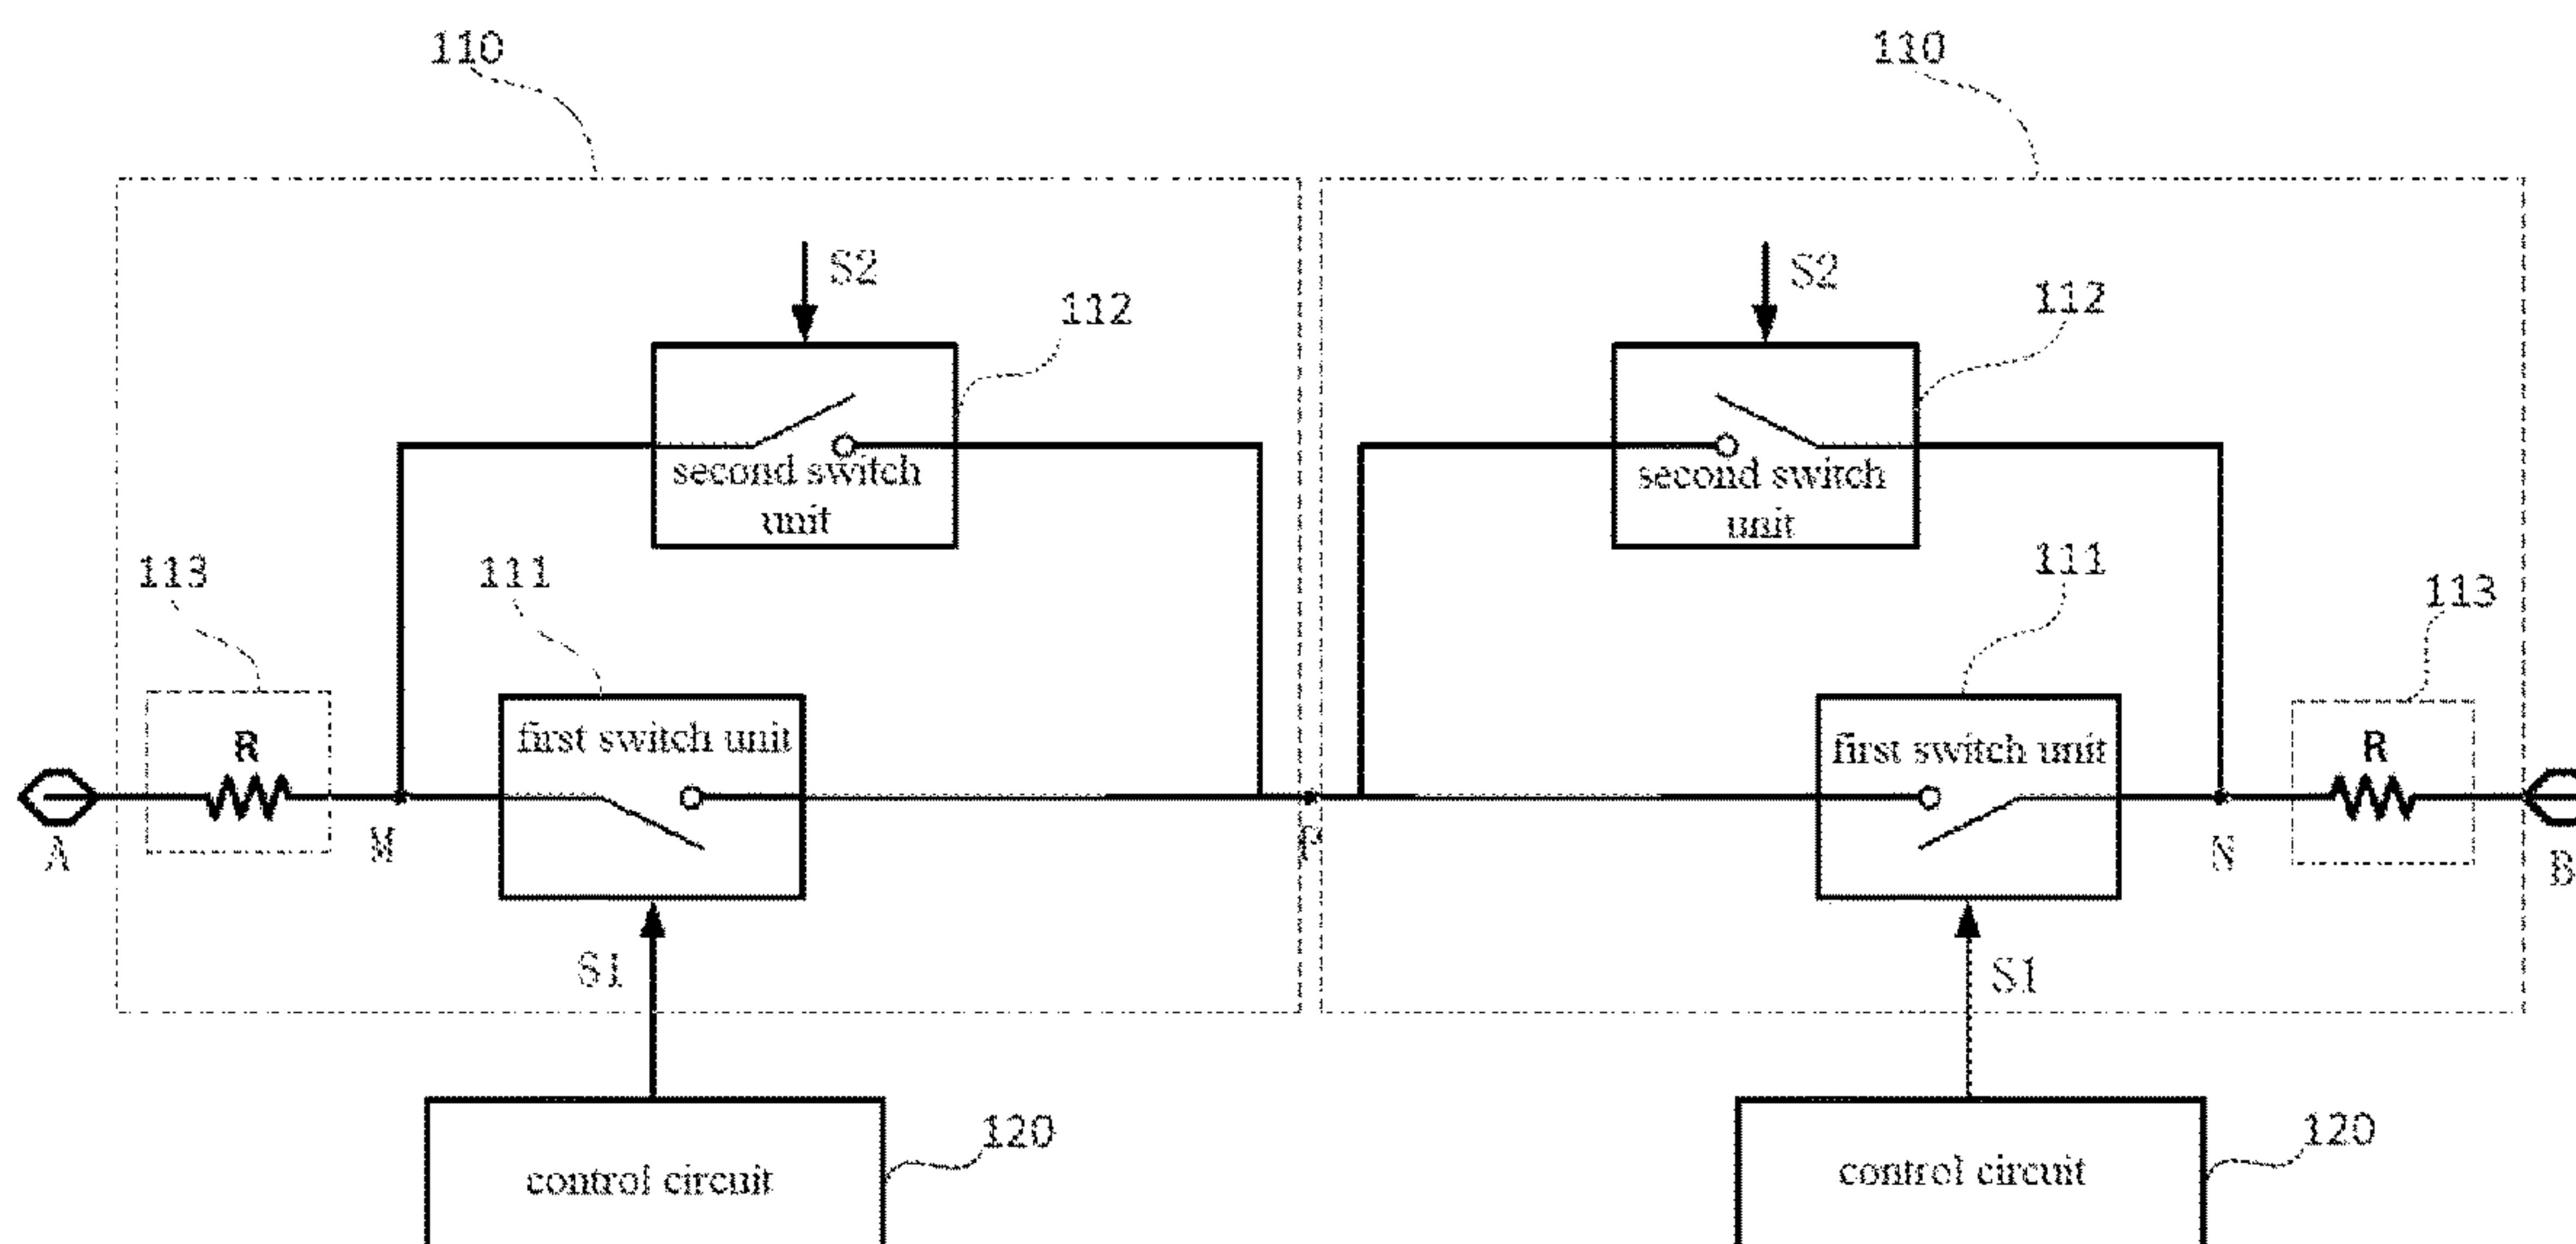 110
110
S2
112
S2
112
second switch
unit
second switch
unit
113
111
111
113
R
first switch unit
first switch unit
R
A
M
P
N
B
S1
S1
control circuit
120
control circuit
120